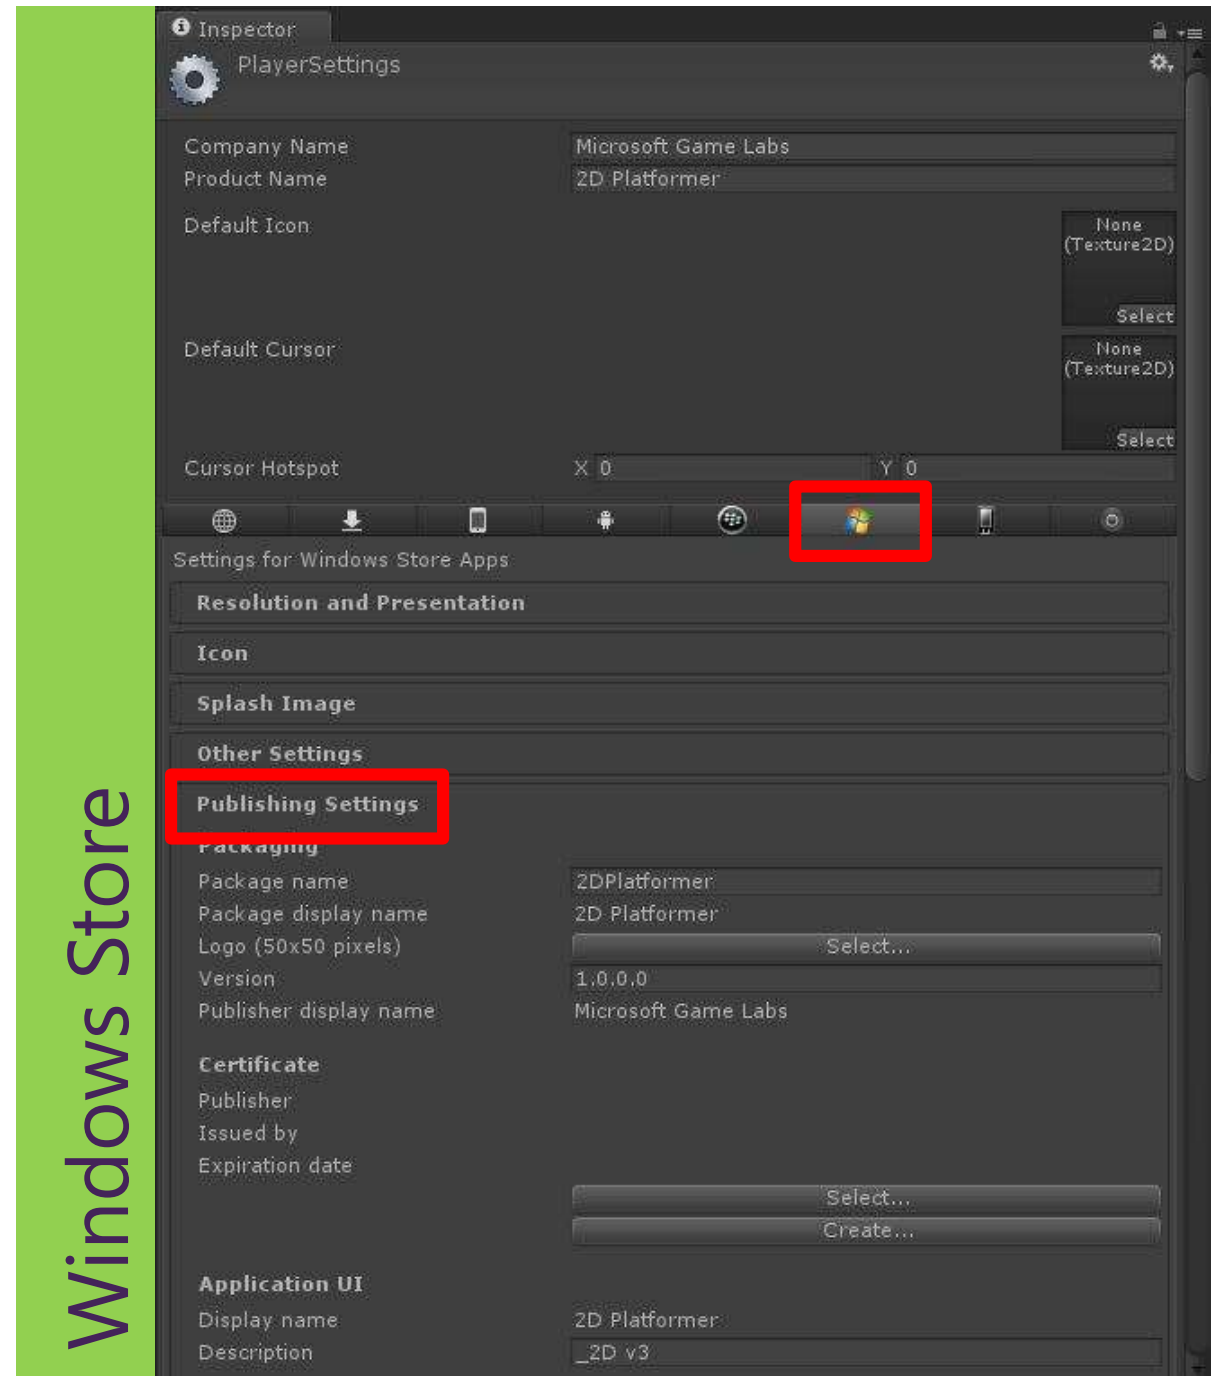 Windows Store
Inspector
PlayerSettings
Company Name Microsoft Game Labs
Product Name 2D Platformer
Default Icon None
(Texture2D)
Select
Default Cursor None
(Texture2D)
Select
Cursor Hotspot X 0 Y 0
Settings for Windows Store Apps
Resolution and Presentation
Icon
Splash Image
Other Settings
Publishing Settings
Packaging
Package name 2DPlatformer
Package display name 2D Platformer
Logo (50x50 pixels) Select...
Version 1.0.0.0
Publisher display name Microsoft Game Labs
Certificate
Publisher
Issued by
Expiration date
Select...
Create...
Application UI
Display name 2D Platformer
Description _2D v3